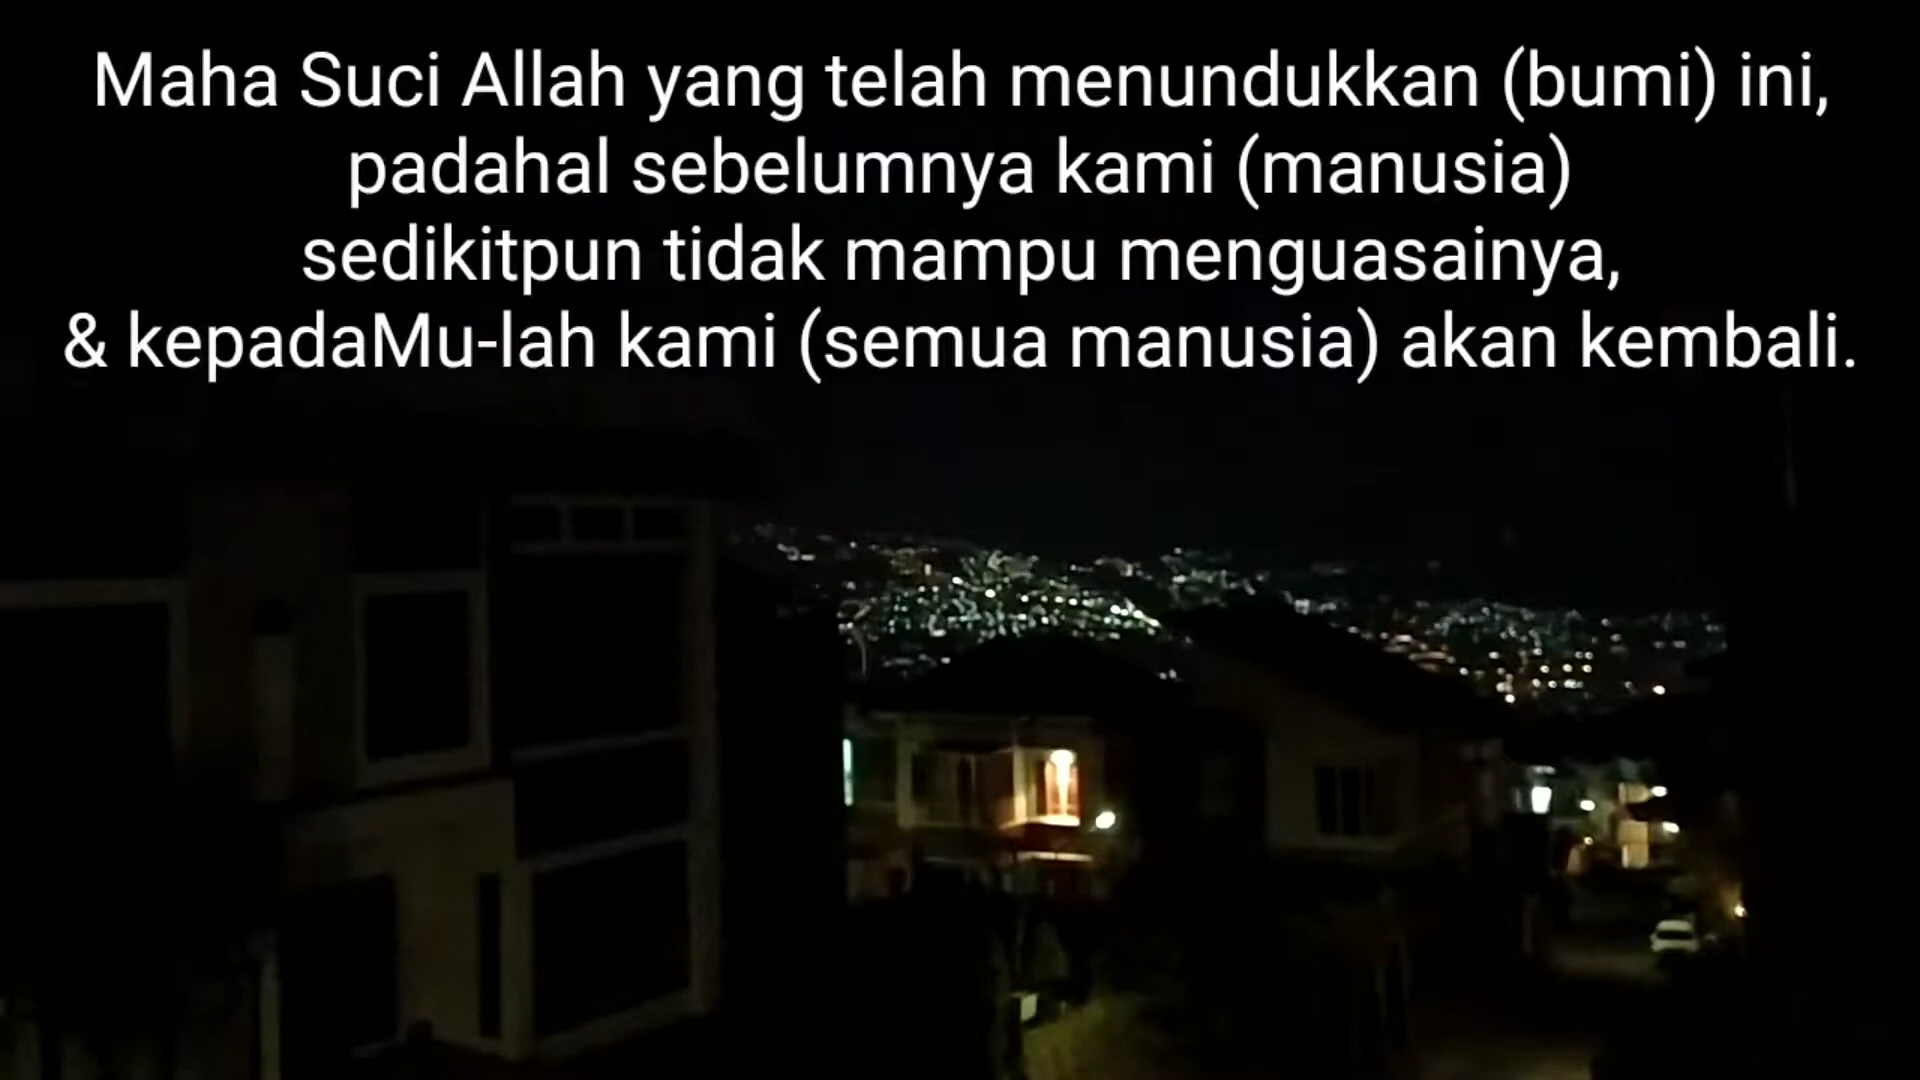 Maha Suci Allah yang telah menundukkan (bumi) ini,
padahal sebelumnya kami (manusia)
sedikitpun tidak mampu menguasainya,
& kepadaMu-lah kami (semua manusia) akan kembali.